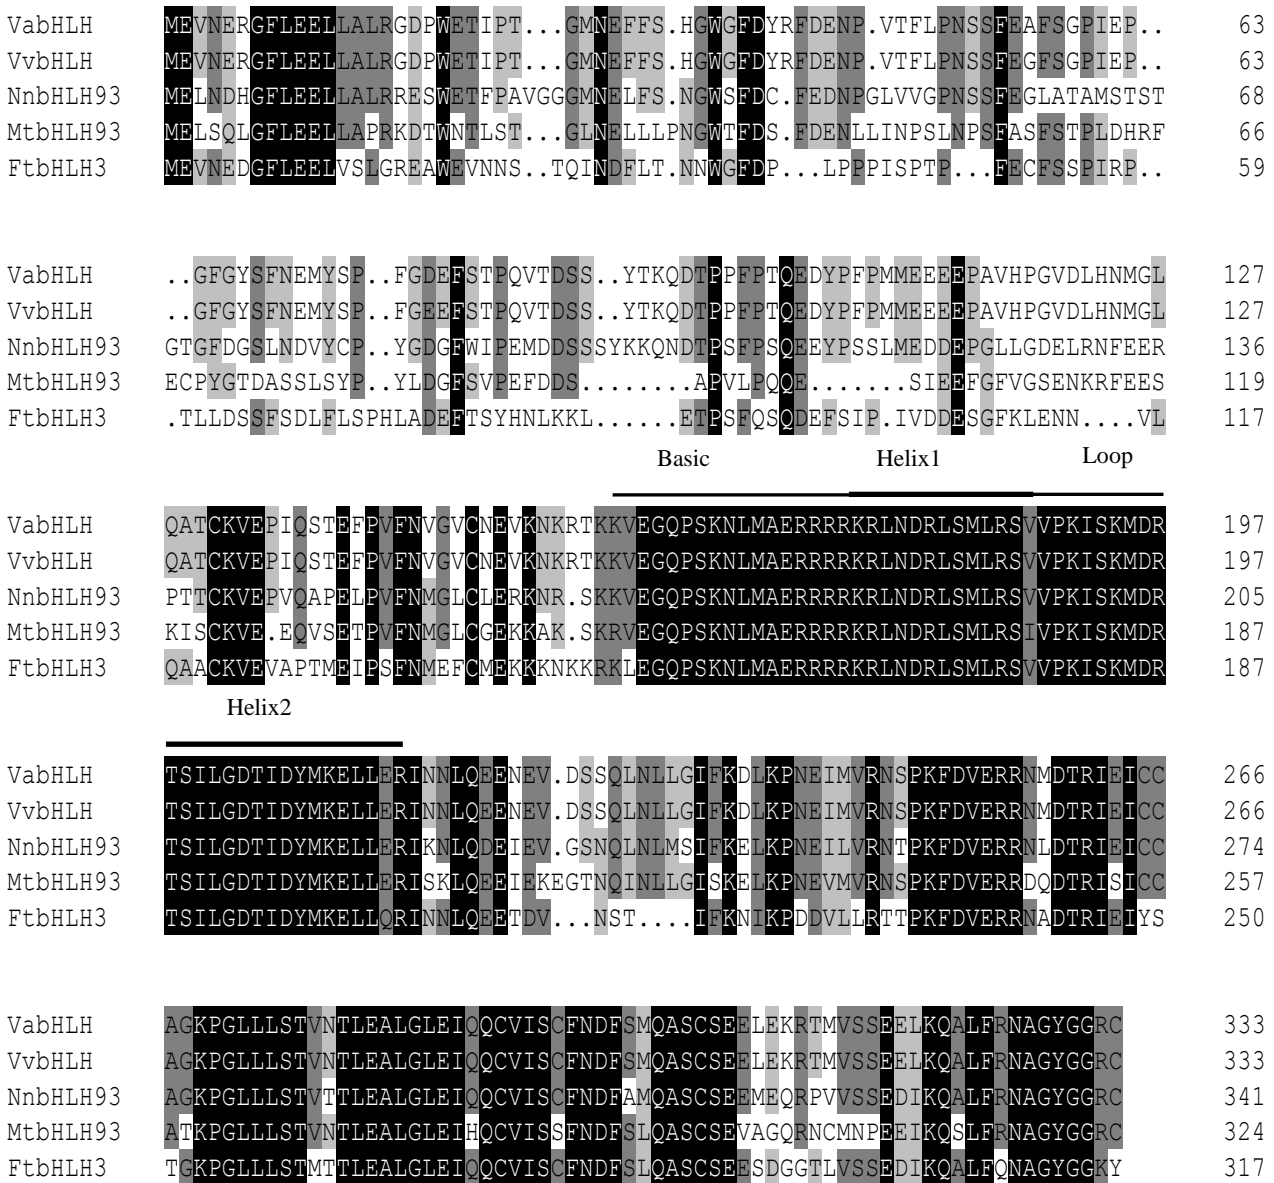 VabHLH MEVNERGFLEELLALRGDPWETIPT...GMNEFFS.HGWGFDYRFDENP.VTFLPNSSFEAFSGPIEP.. 63
VvbHLH MEVNERGFLEELLALRGDPWETIPT...GMNEFFS.HGWGFDYRFDENP.VTFLPNSSFEGFSGPIEP.. 63
NnbHLH93 MELNDHGFLEELLALRRESWETFPAVGGGMNELFS.NGWSFDC.FEDNPGLVVGPNSSFEGLATAMSTST 68
MtbHLH93 MELSQLGFLEELLAPRKDTWNTLST...GLNELLLPNGWTFDS.FDENLLINPSLNPSFASFSTPLDHRF 66
FtbHLH3 MEVNEDGFLEELVSLGREAWEVNNS..TQINDFLT.NNWGFDP...LPPPISPTP...FECFSSPIRP.. 59
VabHLH ..GFGYSFNEMYSP..FGDEFSTPQVTDSS..YTKQDTPPFPTQEDYPFPMMEEEEPAVHPGVDLHNMGL 127
VvbHLH ..GFGYSFNEMYSP..FGEEFSTPQVTDSS..YTKQDTPPFPTQEDYPFPMMEEEEPAVHPGVDLHNMGL 127
NnbHLH93 GTGFDGSLNDVYCP..YGDGFWIPEMDDSSSYKKQNDTPSFPSQEEYPSSLMEDDEPGLLGDELRNFEER 136
MtbHLH93 ECPYGTDASSLSYP..YLDGFSVPEFDDS........APVLPQQE.......SIEEFGFVGSENKRFEES 119
FtbHLH3 .TLLDSSFSDLFLSPHLADEFTSYHNLKKL......ETPSFQSQDEFSIP.IVDDESGFKLENN....VL 117
Basic Helix1 Loop
VabHLH QATCKVEPIQSTEFPVFNVGVCNEVKNKRTKKVEGQPSKNLMAERRRRKRLNDRLSMLRSVVPKISKMDR 197
VvbHLH QATCKVEPIQSTEFPVFNVGVCNEVKNKRTKKVEGQPSKNLMAERRRRKRLNDRLSMLRSVVPKISKMDR 197
NnbHLH93 PTTCKVEPVQAPELPVFNMGLCLERKNR.SKKVEGQPSKNLMAERRRRKRLNDRLSMLRSVVPKISKMDR 205
MtbHLH93 KISCKVE.EQVSETPVFNMGLCGEKKAK.SKRVEGQPSKNLMAERRRRKRLNDRLSMLRSIVPKISKMDR 187
FtbHLH3 QAACKVEVAPTMEIPSFNMEFCMEKKKNKKRKLEGQPSKNLMAERRRRKRLNDRLSMLRSVVPKISKMDR 187
Helix2
VabHLH TSILGDTIDYMKELLERINNLQEENEV.DSSQLNLLGIFKDLKPNEIMVRNSPKFDVERRNMDTRIEICC 266
VvbHLH TSILGDTIDYMKELLERINNLQEENEV.DSSQLNLLGIFKDLKPNEIMVRNSPKFDVERRNMDTRIEICC 266
NnbHLH93 TSILGDTIDYMKELLERIKNLQDEIEV.GSNQLNLMSIFKELKPNEILVRNTPKFDVERRNLDTRIEICC 274
MtbHLH93 TSILGDTIDYMKELLERISKLQEEIEKEGTNQINLLGISKELKPNEVMVRNSPKFDVERRDQDTRISICC 257
FtbHLH3 TSILGDTIDYMKELLQRINNLQEETDV...NST....IFKNIKPDDVLLRTTPKFDVERRNADTRIEIYS 250
VabHLH AGKPGLLLSTVNTLEALGLEIQQCVISCFNDFSMQASCSEELEKRTMVSSEELKQALFRNAGYGGRC 333
VvbHLH AGKPGLLLSTVNTLEALGLEIQQCVISCFNDFSMQASCSEELEKRTMVSSEELKQALFRNAGYGGRC 333
NnbHLH93 AGKPGLLLSTVTTLEALGLEIQQCVISCFNDFAMQASCSEEMEQRPVVSSEDIKQALFRNAGYGGRC 341
MtbHLH93 ATKPGLLLSTVNTLEALGLEIHQCVISSFNDFSLQASCSEVAGQRNCMNPEEIKQSLFRNAGYGGRC 324
FtbHLH3 TGKPGLLLSTMTTLEALGLEIQQCVISCFNDFSLQASCSEESDGGTLVSSEDIKQALFQNAGYGGKY 317